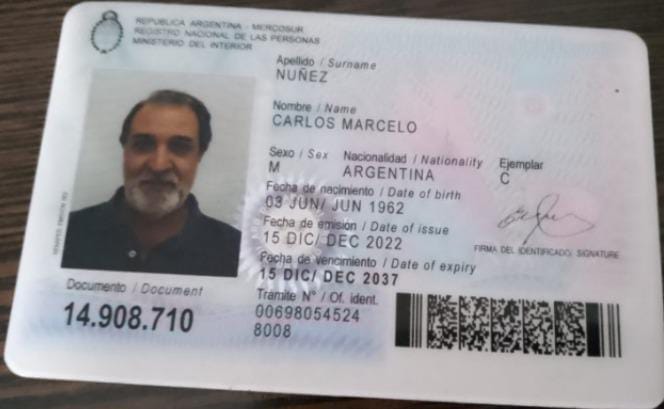 REPUBLICA ARGENTINA - MERCOSUR
REGISTRO NACIONAL DE LAS PERSONAS
MINISTERIO DEL INTERIOR
Apellido / Surname
NUÑEZ
Nombre / Name
CARLOS MARCELO
Sexo / Sex Nacionalidad / Nationality Ejemplar
M ARGENTINA C
Fecha de nacimiento / Date of birth
03 JUN/ JUN 1962
Fecha de emisión / Date of issue
15 DIC/ DEC 2022
FIRMA DEL IDENTIFICADO/ SIGNATURE
Fecha de vencimiento / Date of expiry
15 DIC/ DEC 2037
Documento / Document
14.908.710
Trámite N° / Of. ident.
00698054524
8008